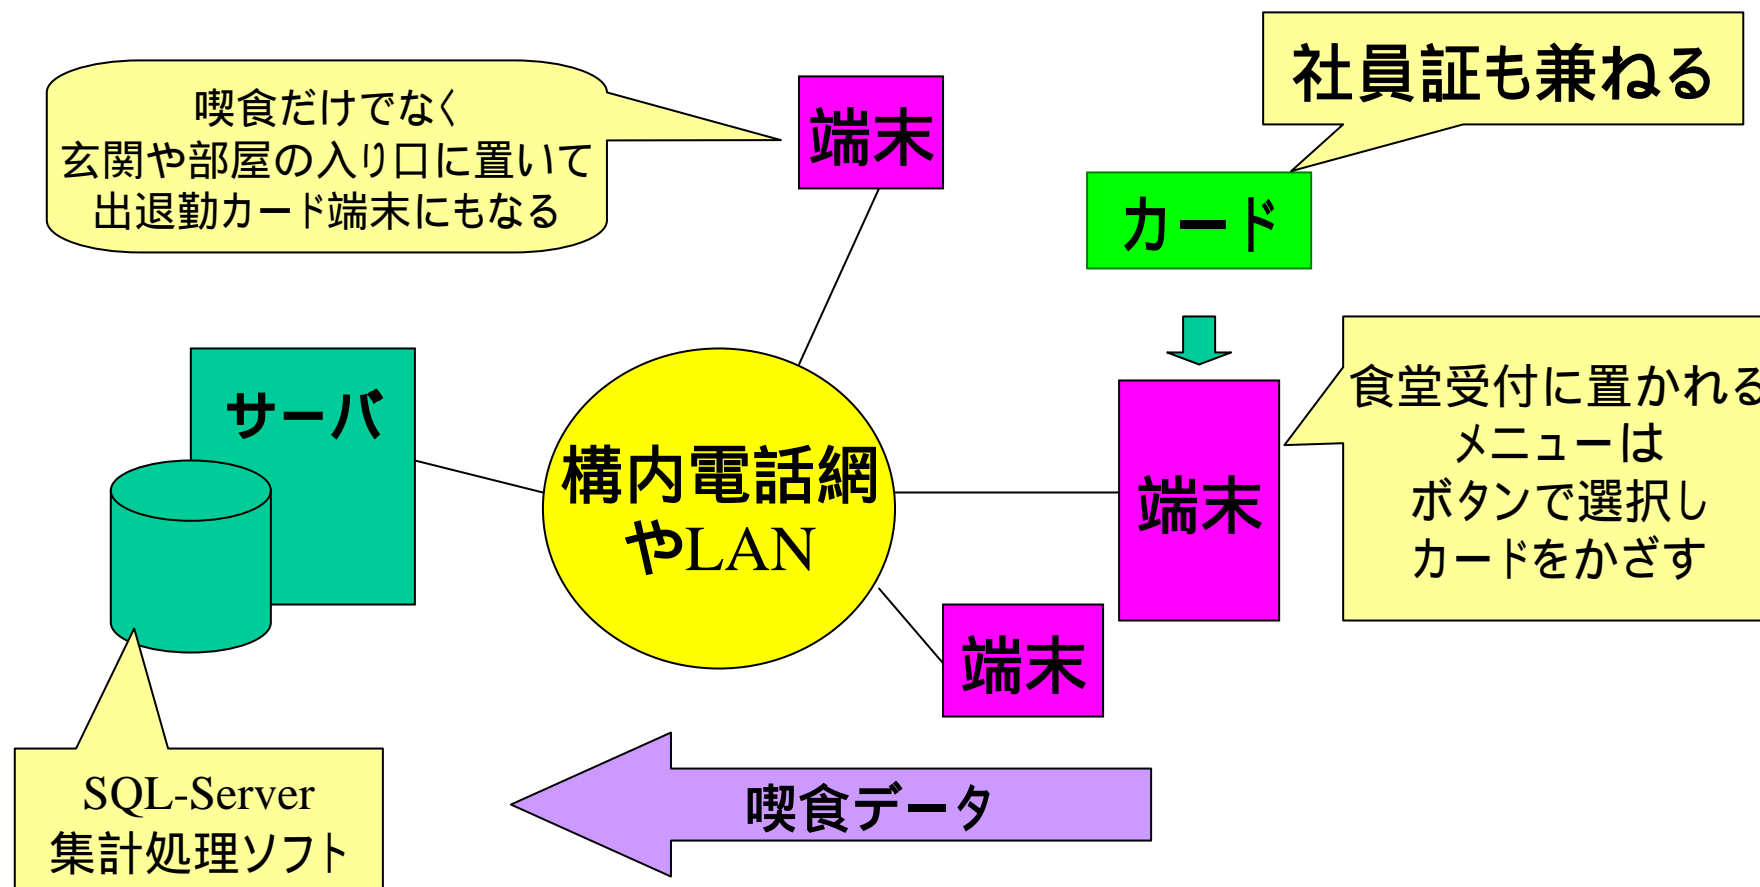 社員証も兼ねる
喫食だけでなく
玄関や部屋の入り口に置いて
出退勤カード端末にもなる
端末
カード
サーバ
構内電話網
やLAN
端末
食堂受付に置かれる
メニューは
ボタンで選択し
カードをかざす
端末
SQL-Server
集計処理ソフト
喫食データ